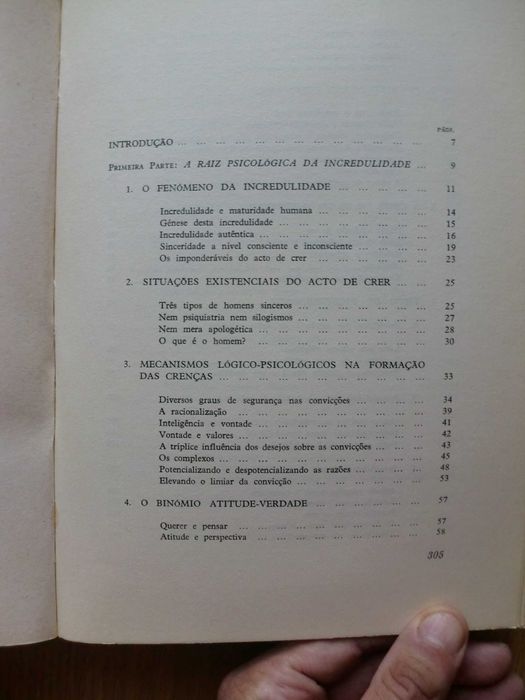 PÁGS.
INTRODUÇÃO ... ... ... ... ... ... ... ... ... ... ... ... 7
PRIMEIRA PARTE: A RAIZ PSICOLÓGICA DA INCREDULIDADE ... 9
1. O FENÓMENO DA INCREDULIDADE ... ... ... ... ... 11
Incredulidade e maturidade humana ... ... ... ... ... ... 14
Génese desta incredulidade ... ... ... ... ... ... ... 15
Incredulidade autêntica ... ... ... ... ... ... ... ... 16
Sinceridade a nível consciente e inconsciente ... ... ... ... 19
Os imponderáveis do acto de crer ... ... ... ... ... ... 23
2. SITUAÇÕES EXISTENCIAIS DO ACTO DE CRER ... ... 25
Três tipos de homens sinceros ... ... ... ... ... ... ... 25
Nem psiquiatria nem silogismos ... ... ... ... ... ... ... 27
Nem mera apologética ... ... ... ... ... ... ... ... ... 28
O que é o homem? ... ... ... ... ... ... ... ... ... 30
3. MECANISMOS LÓGICO-PSICOLÓGICOS NA FORMAÇÃO
DAS CRENÇAS ... ... ... ... ... ... ... ... ... ... ... 33
Diversos graus de segurança nas convicções ... ... ... ... 34
A racionalização ... ... ... ... ... ... ... ... ... ... 39
Inteligência e vontade ... ... ... ... ... ... ... ... ... 41
Vontade e valores ... ... ... ... ... ... ... ... ... ... 42
A tríplice influência dos desejos sobre as convicções ... ... ... 43
Os complexos ... ... ... ... ... ... ... ... ... ... ... 45
Potencializando e despotencializando as razões ... ... ... ... 48
Elevando o limiar da convicção ... ... ... ... ... ... ... 53
4. O BINÓMIO ATITUDE-VERDADE ... ... ... ... ... ... 57
Querer e pensar ... ... ... ... ... ... ... ... ... ... 57
Atitude e perspectiva ... ... ... ... ... ... ... ... ... 58
305